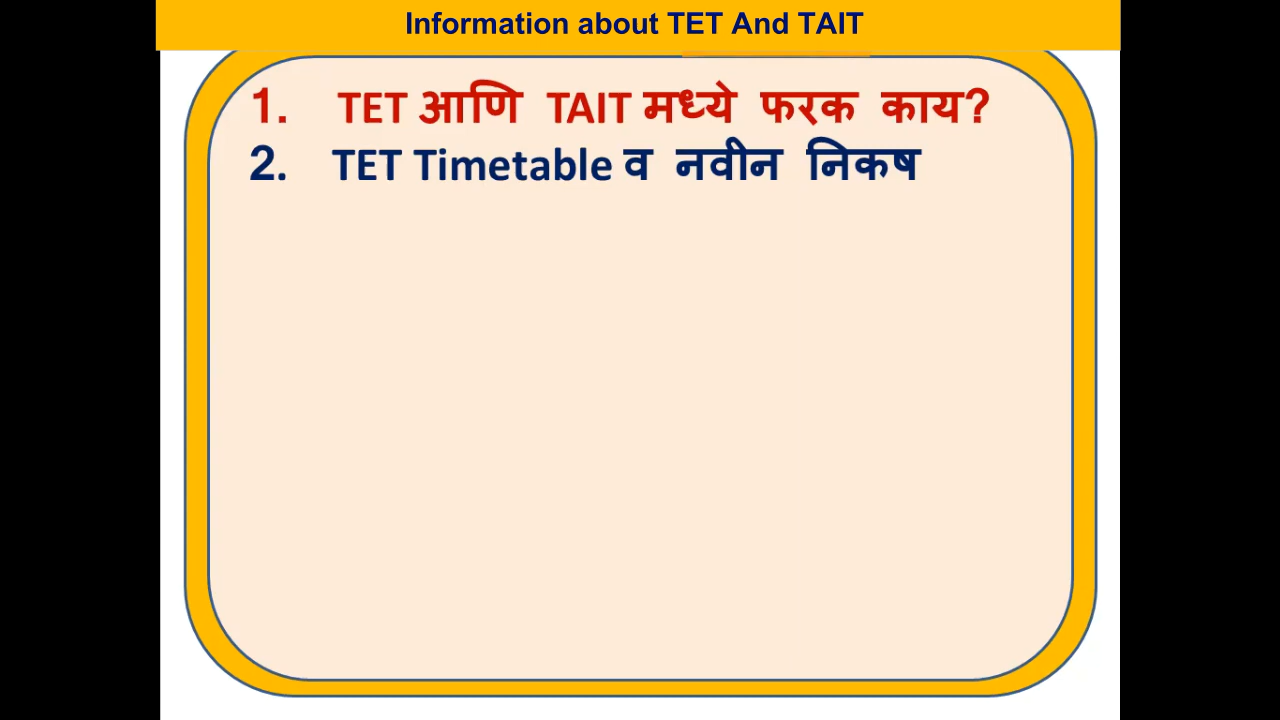 Information about TET And TAIT
1. TET आणि TAIT मध्ये फरक काय?
2. TET Timetable व नवीन निकष